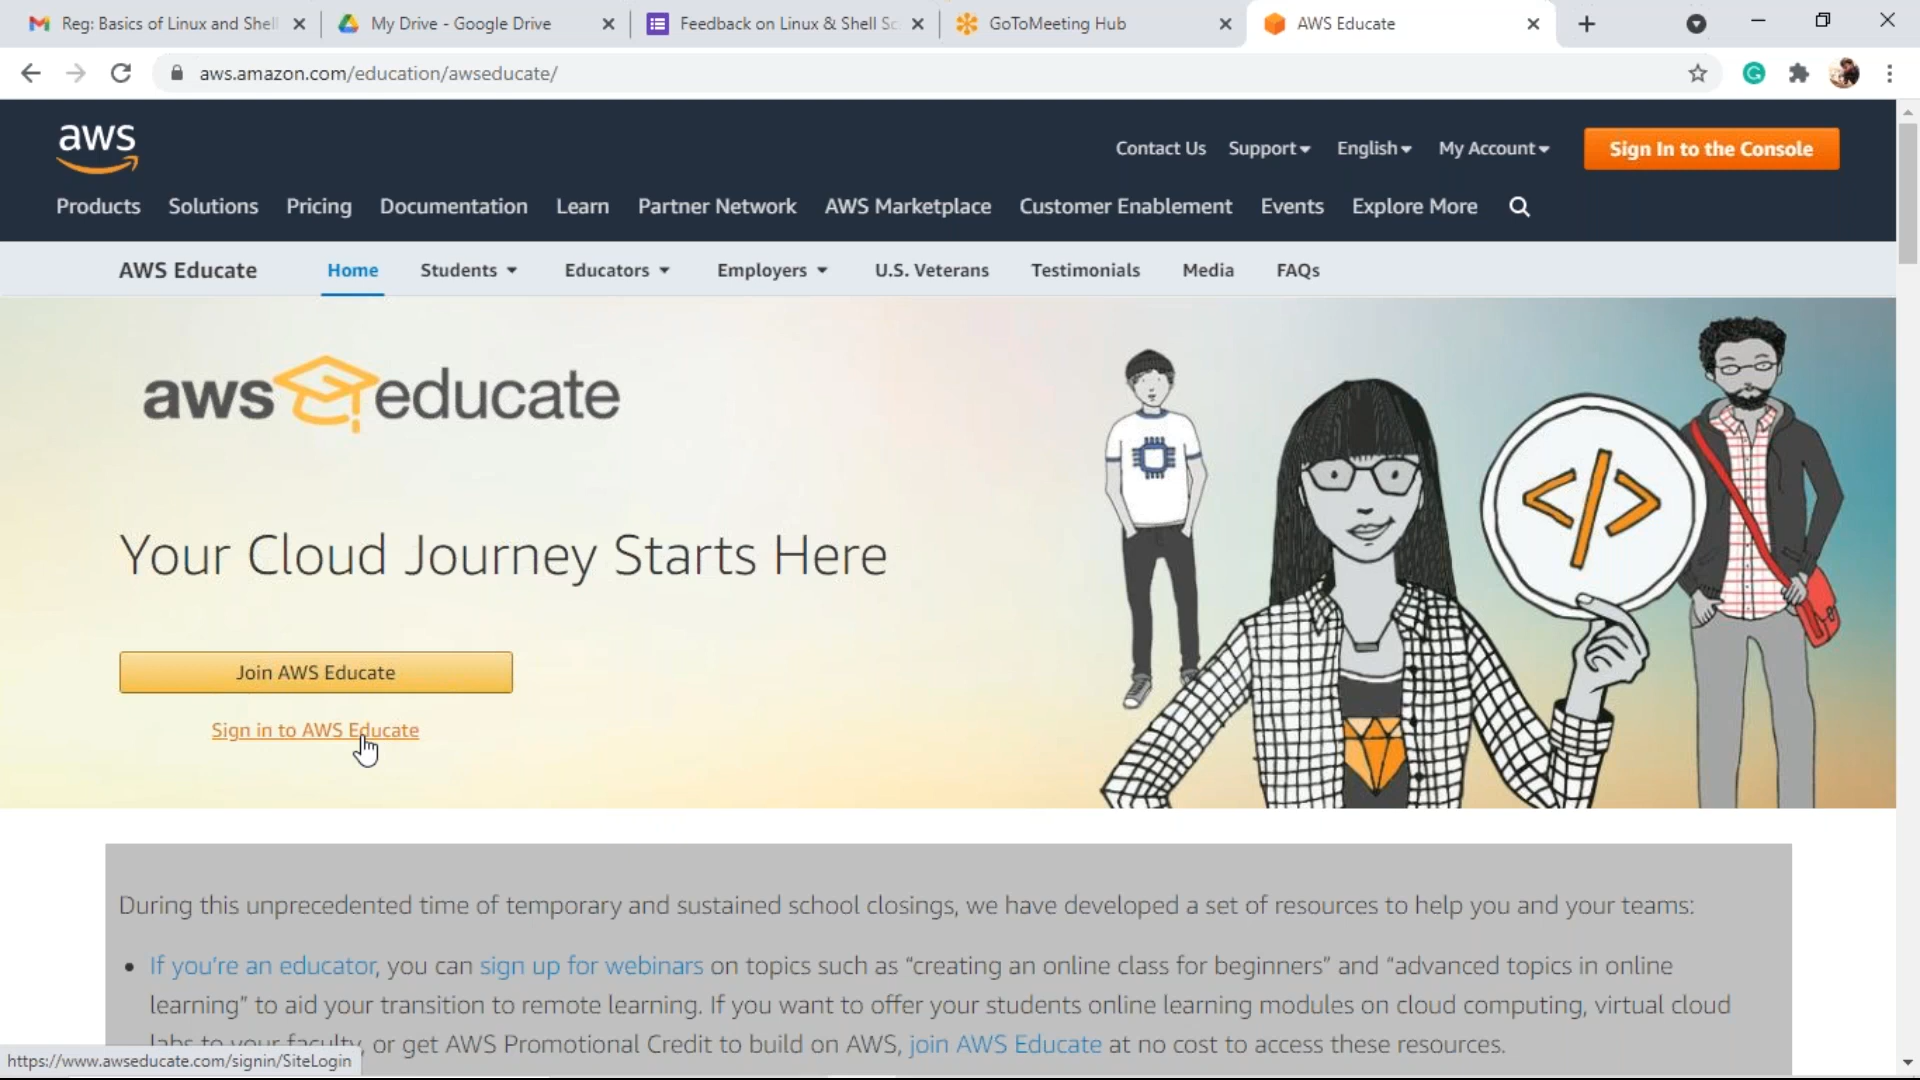 Reg: Basics of Linux and Shell
My Drive - Google Drive
Feedback on Linux & Shell Sc
GoToMeeting Hub
AWS Educate
aws.amazon.com/education/awseducate/
aws
Contact Us
Support
English
My Account
Sign In to the Console
Products
Solutions
Pricing
Documentation
Learn
Partner Network
AWS Marketplace
Customer Enablement
Events
Explore More
AWS Educate
Home
Students
Educators
Employers
U.S. Veterans
Testimonials
Media
FAQs
aws educate
Your Cloud Journey Starts Here
Join AWS Educate
Sign in to AWS Educate
</>
During this unprecedented time of temporary and sustained school closings, we have developed a set of resources to help you and your teams:
• If you're an educator, you can sign up for webinars on topics such as “creating an online class for beginners” and “advanced topics in online
learning” to aid your transition to remote learning. If you want to offer your students online learning modules on cloud computing, virtual cloud
labs to your faculty, or get AWS Promotional Credit to build on AWS, join AWS Educate at no cost to access these resources.
https://www.awseducate.com/signin/SiteLogin